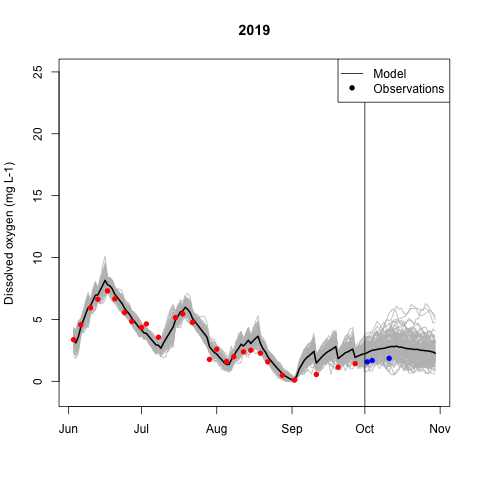 2019
Model
Observations
Dissolved oxygen (mg L-1)
25
20
15
10
5
0
Jun Jul Aug Sep Oct Nov